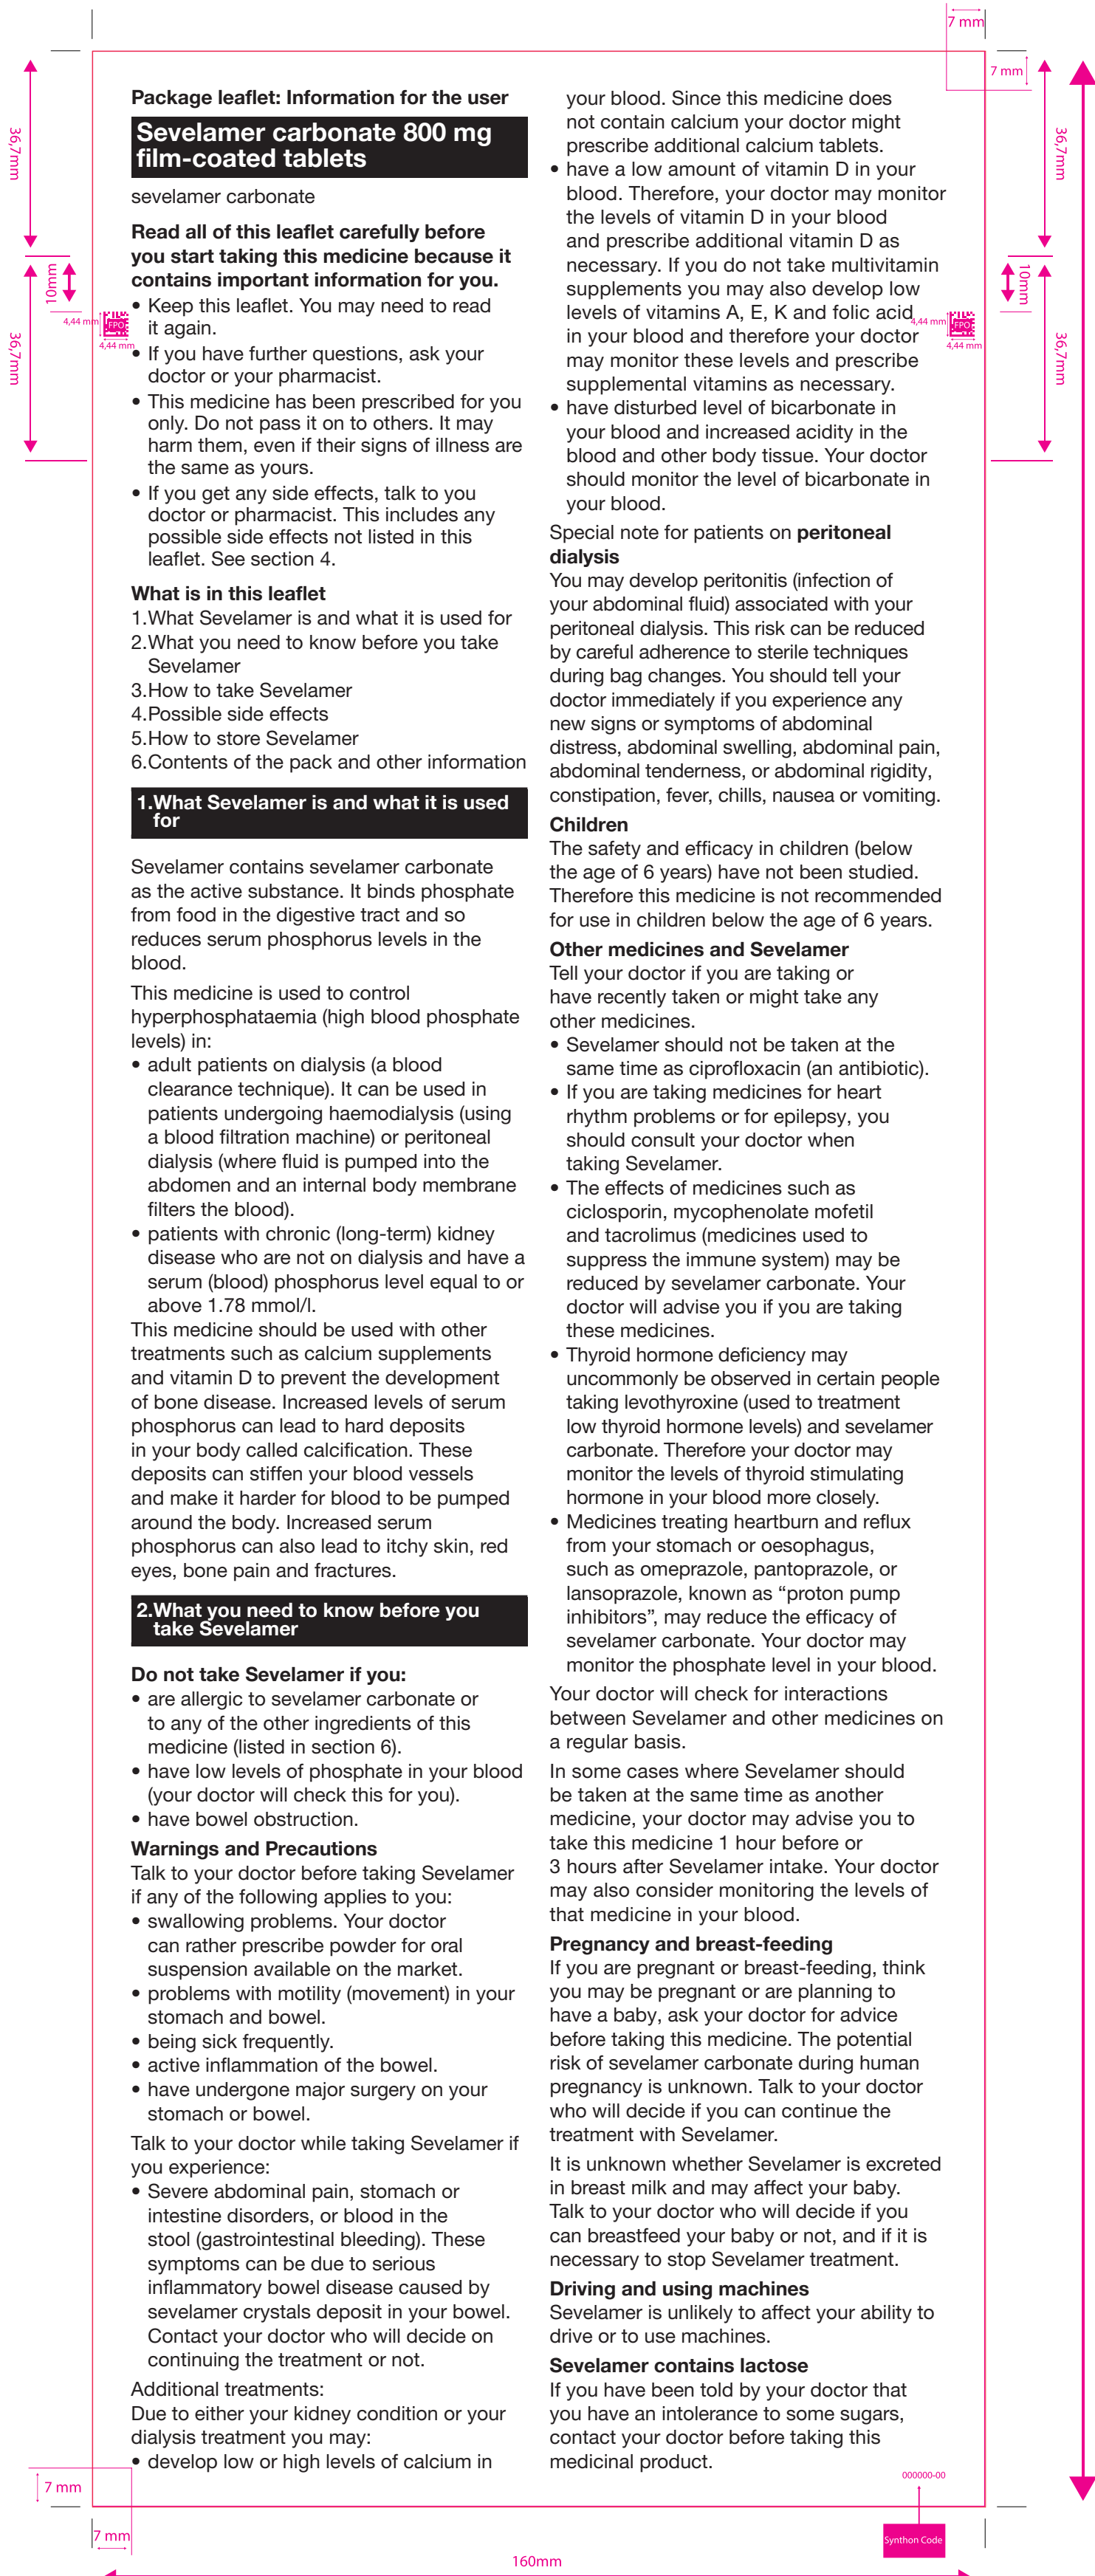 7 mm
7 mm
36,7mm
36,7mm
10mm
10mm
4,44 mm
FPO
4,44 mm
4,44 mm
FPO
4,44 mm
36,7mm
36,7mm
Package leaflet: Information for the user
Sevelamer carbonate 800 mg
film-coated tablets
sevelamer carbonate
Read all of this leaflet carefully before
you start taking this medicine because it
contains important information for you.
• Keep this leaflet. You may need to read
it again.
• If you have further questions, ask your
doctor or your pharmacist.
• This medicine has been prescribed for you
only. Do not pass it on to others. It may
harm them, even if their signs of illness are
the same as yours.
• If you get any side effects, talk to you
doctor or pharmacist. This includes any
possible side effects not listed in this
leaflet. See section 4.
What is in this leaflet
1.What Sevelamer is and what it is used for
2.What you need to know before you take
Sevelamer
3.How to take Sevelamer
4.Possible side effects
5.How to store Sevelamer
6.Contents of the pack and other information
1.What Sevelamer is and what it is used
for
Sevelamer contains sevelamer carbonate
as the active substance. It binds phosphate
from food in the digestive tract and so
reduces serum phosphorus levels in the
blood.
This medicine is used to control
hyperphosphataemia (high blood phosphate
levels) in:
• adult patients on dialysis (a blood
clearance technique). It can be used in
patients undergoing haemodialysis (using
a blood filtration machine) or peritoneal
dialysis (where fluid is pumped into the
abdomen and an internal body membrane
filters the blood).
• patients with chronic (long-term) kidney
disease who are not on dialysis and have a
serum (blood) phosphorus level equal to or
above 1.78 mmol/l.
This medicine should be used with other
treatments such as calcium supplements
and vitamin D to prevent the development
of bone disease. Increased levels of serum
phosphorus can lead to hard deposits
in your body called calcification. These
deposits can stiffen your blood vessels
and make it harder for blood to be pumped
around the body. Increased serum
phosphorus can also lead to itchy skin, red
eyes, bone pain and fractures.
2.What you need to know before you
take Sevelamer
Do not take Sevelamer if you:
• are allergic to sevelamer carbonate or
to any of the other ingredients of this
medicine (listed in section 6).
• have low levels of phosphate in your blood
(your doctor will check this for you).
• have bowel obstruction.
Warnings and Precautions
Talk to your doctor before taking Sevelamer
if any of the following applies to you:
• swallowing problems. Your doctor
can rather prescribe powder for oral
suspension available on the market.
• problems with motility (movement) in your
stomach and bowel.
• being sick frequently.
• active inflammation of the bowel.
• have undergone major surgery on your
stomach or bowel.
Talk to your doctor while taking Sevelamer if
you experience:
• Severe abdominal pain, stomach or
intestine disorders, or blood in the
stool (gastrointestinal bleeding). These
symptoms can be due to serious
inflammatory bowel disease caused by
sevelamer crystals deposit in your bowel.
Contact your doctor who will decide on
continuing the treatment or not.
Additional treatments:
Due to either your kidney condition or your
dialysis treatment you may:
• develop low or high levels of calcium in
your blood. Since this medicine does
not contain calcium your doctor might
prescribe additional calcium tablets.
• have a low amount of vitamin D in your
blood. Therefore, your doctor may monitor
the levels of vitamin D in your blood
and prescribe additional vitamin D as
necessary. If you do not take multivitamin
supplements you may also develop low
levels of vitamins A, E, K and folic acid
in your blood and therefore your doctor
may monitor these levels and prescribe
supplemental vitamins as necessary.
• have disturbed level of bicarbonate in
your blood and increased acidity in the
blood and other body tissue. Your doctor
should monitor the level of bicarbonate in
your blood.
Special note for patients on peritoneal
dialysis
You may develop peritonitis (infection of
your abdominal fluid) associated with your
peritoneal dialysis. This risk can be reduced
by careful adherence to sterile techniques
during bag changes. You should tell your
doctor immediately if you experience any
new signs or symptoms of abdominal
distress, abdominal swelling, abdominal pain,
abdominal tenderness, or abdominal rigidity,
constipation, fever, chills, nausea or vomiting.
Children
The safety and efficacy in children (below
the age of 6 years) have not been studied.
Therefore this medicine is not recommended
for use in children below the age of 6 years.
Other medicines and Sevelamer
Tell your doctor if you are taking or
have recently taken or might take any
other medicines.
• Sevelamer should not be taken at the
same time as ciprofloxacin (an antibiotic).
• If you are taking medicines for heart
rhythm problems or for epilepsy, you
should consult your doctor when
taking Sevelamer.
• The effects of medicines such as
ciclosporin, mycophenolate mofetil
and tacrolimus (medicines used to
suppress the immune system) may be
reduced by sevelamer carbonate. Your
doctor will advise you if you are taking
these medicines.
• Thyroid hormone deficiency may
uncommonly be observed in certain people
taking levothyroxine (used to treatment
low thyroid hormone levels) and sevelamer
carbonate. Therefore your doctor may
monitor the levels of thyroid stimulating
hormone in your blood more closely.
• Medicines treating heartburn and reflux
from your stomach or oesophagus,
such as omeprazole, pantoprazole, or
lansoprazole, known as “proton pump
inhibitors”, may reduce the efficacy of
sevelamer carbonate. Your doctor may
monitor the phosphate level in your blood.
Your doctor will check for interactions
between Sevelamer and other medicines on
a regular basis.
In some cases where Sevelamer should
be taken at the same time as another
medicine, your doctor may advise you to
take this medicine 1 hour before or
3 hours after Sevelamer intake. Your doctor
may also consider monitoring the levels of
that medicine in your blood.
Pregnancy and breast-feeding
If you are pregnant or breast-feeding, think
you may be pregnant or are planning to
have a baby, ask your doctor for advice
before taking this medicine. The potential
risk of sevelamer carbonate during human
pregnancy is unknown. Talk to your doctor
who will decide if you can continue the
treatment with Sevelamer.
It is unknown whether Sevelamer is excreted
in breast milk and may affect your baby.
Talk to your doctor who will decide if you
can breastfeed your baby or not, and if it is
necessary to stop Sevelamer treatment.
Driving and using machines
Sevelamer is unlikely to affect your ability to
drive or to use machines.
Sevelamer contains lactose
If you have been told by your doctor that
you have an intolerance to some sugars,
contact your doctor before taking this
medicinal product.
000000-00
7 mm
7 mm
Synthon Code
160mm